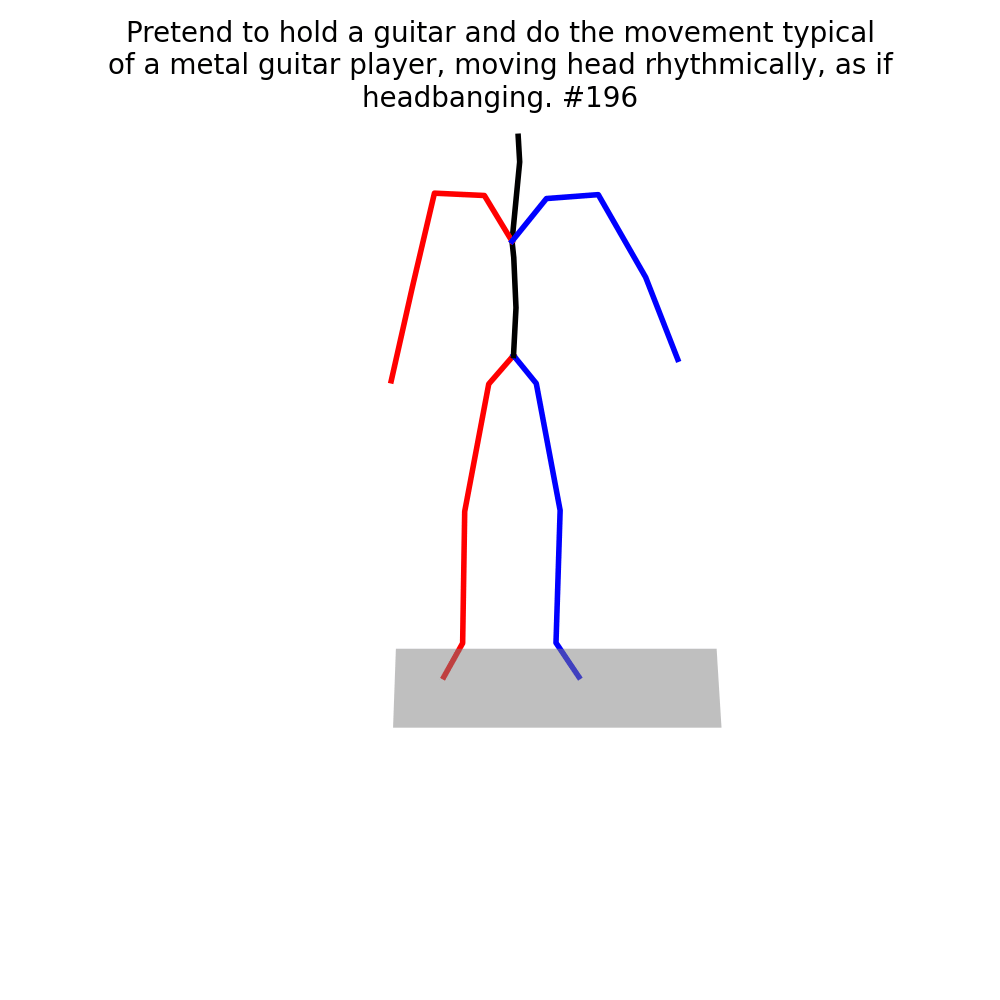 Pretend to hold a guitar and do the movement typical
of a metal guitar player, moving head rhythmically, as if
headbanging. #196